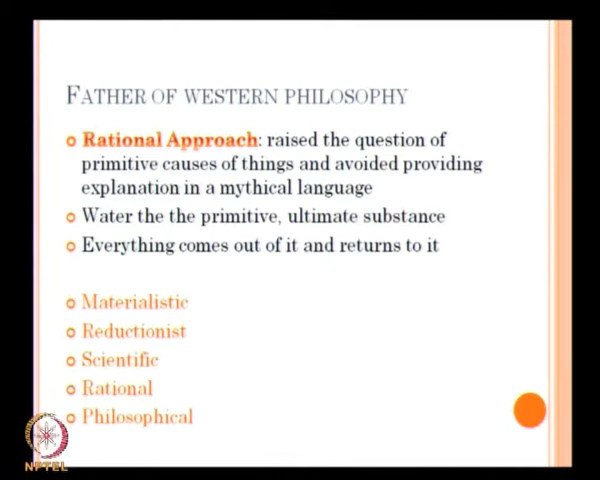 FATHER OF WESTERN PHILOSOPHY
Rational Approach: raised the question of
primitive causes of things and avoided providing
explanation in a mythical language
Water the the primitive, ultimate substance
Everything comes out of it and returns to it
Materialistic
Reductionist
Scientific
Rational
Philosophical
NPTEL